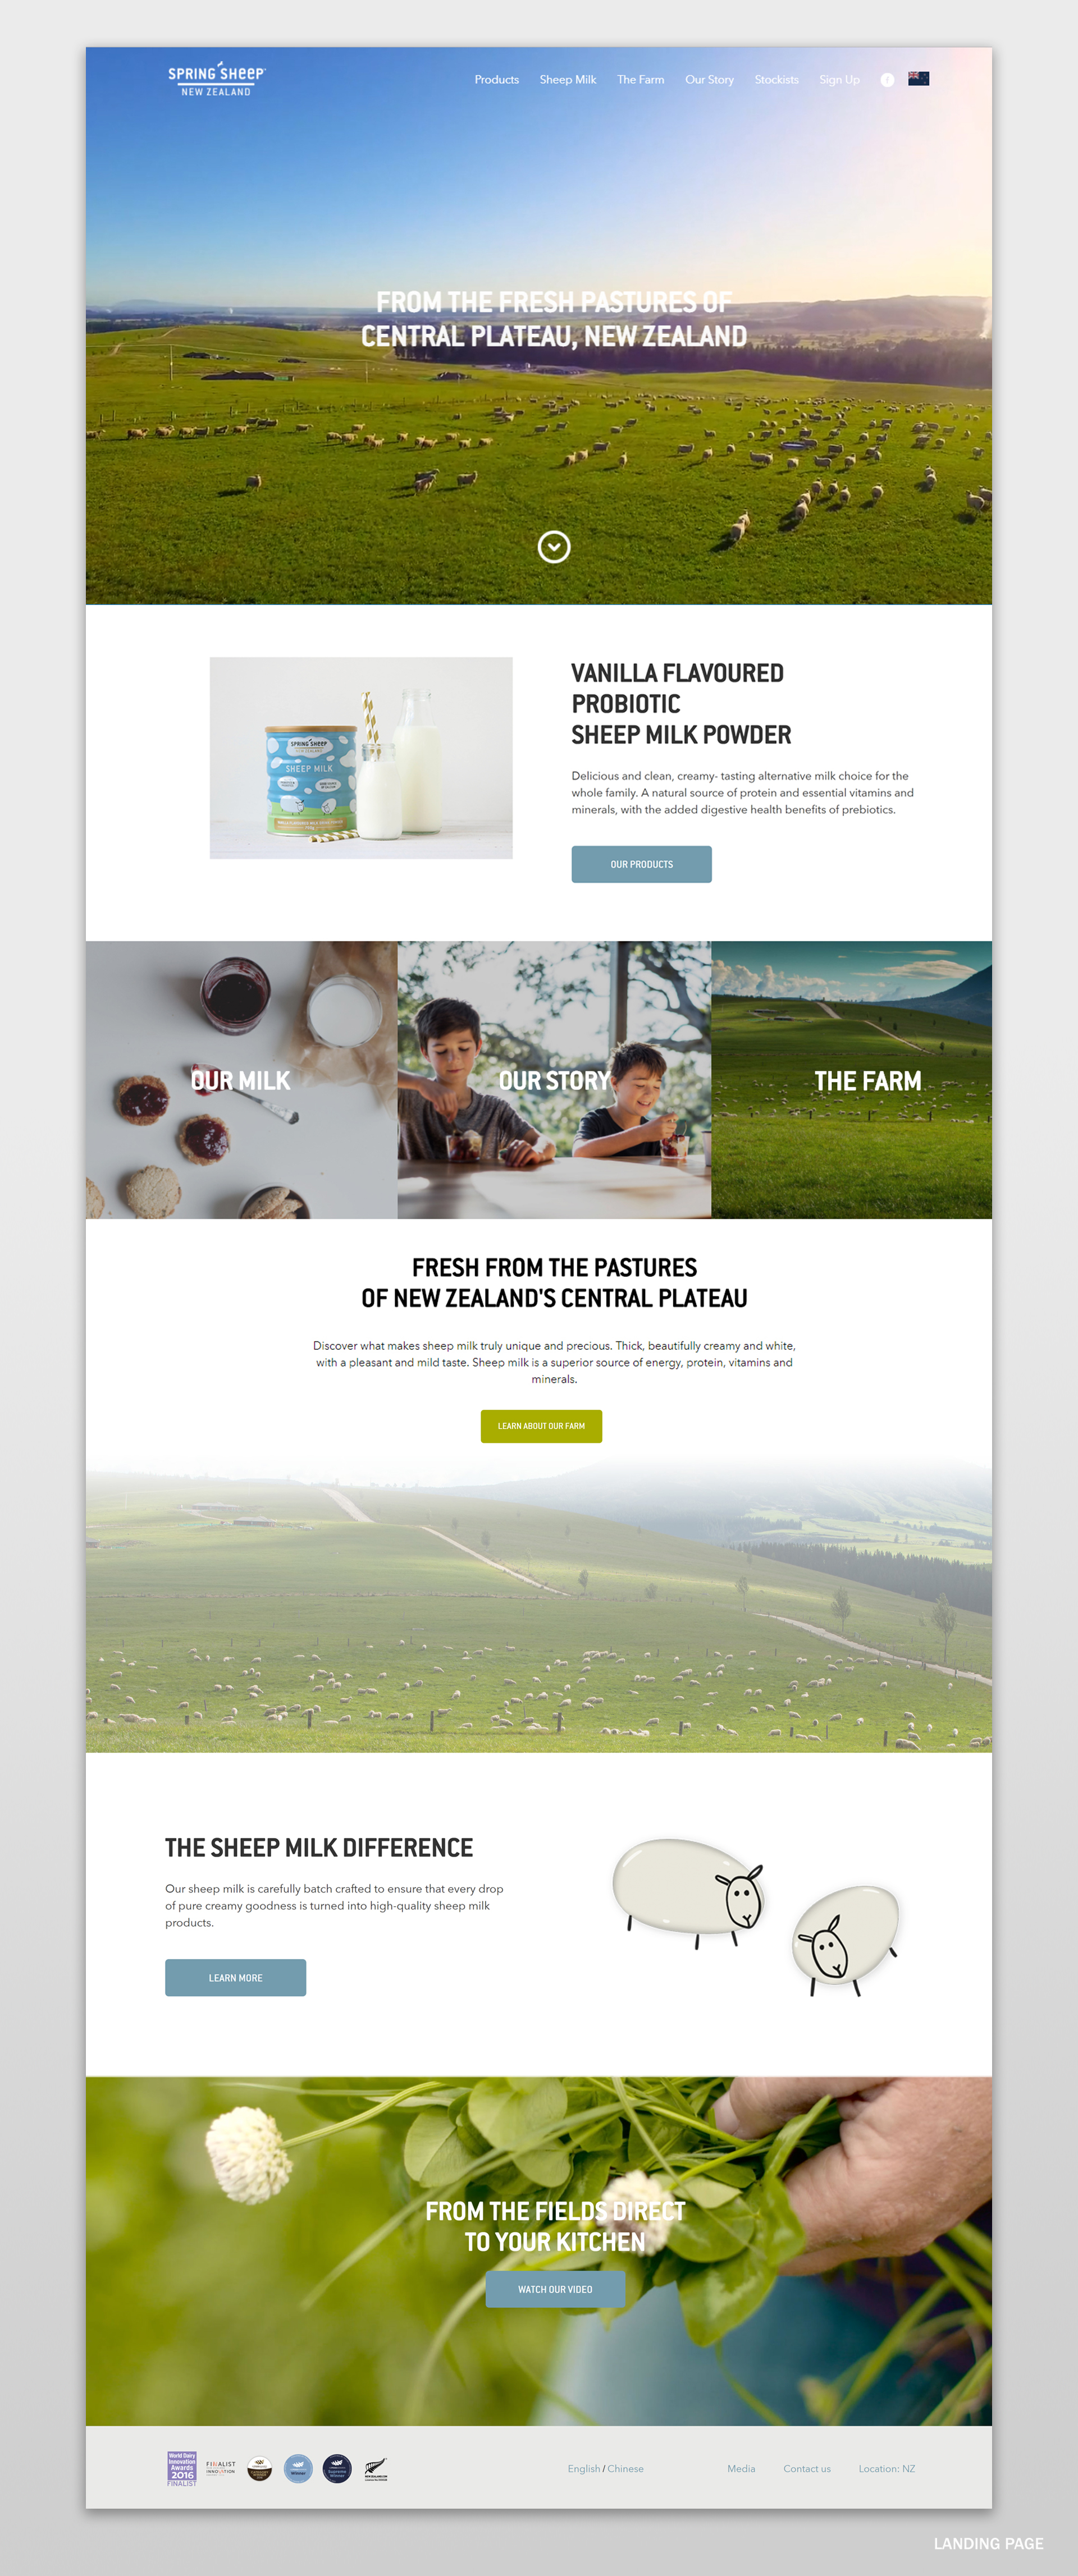 SPRING SHEEP
NEW ZEALAND
Products Sheep Milk The Farm Our Story Stockists Sign Up
FROM THE FRESH PASTURES OF
CENTRAL PLATEAU, NEW ZEALAND
SPRING SHEEP
NEW ZEALAND
SHEEP MILK
VANILLA FLAVOURED
PROBIOTIC
SHEEP MILK POWDER
Delicious and clean, creamy- tasting alternative milk choice for the
whole family. A natural source of protein and essential vitamins and
minerals, with the added digestive health benefits of prebiotics.
OUR PRODUCTS
OUR MILK
OUR STORY
THE FARM
FRESH FROM THE PASTURES
OF NEW ZEALAND'S CENTRAL PLATEAU
Discover what makes sheep milk truly unique and precious. Thick, beautifully creamy and white,
with a pleasant and mild taste. Sheep milk is a superior source of energy, protein, vitamins and
minerals.
LEARN ABOUT OUR FARM
THE SHEEP MILK DIFFERENCE
Our sheep milk is carefully batch crafted to ensure that every drop
of pure creamy goodness is turned into high-quality sheep milk
products.
LEARN MORE
FROM THE FIELDS DIRECT
TO YOUR KITCHEN
WATCH OUR VIDEO
World Dairy
Innovation
Awards
2016
FINALIST
FINALIST
INNOVATION
English / Chinese
Media Contact us Location: NZ
LANDING PAGE